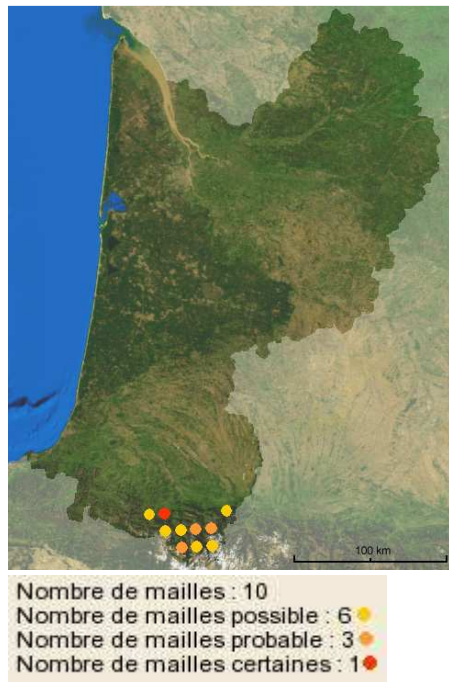 100 km
Nombre de mailles : 10
Nombre de mailles possible : 6
Nombre de mailles probable : 3
Nombre de mailles certaines : 1